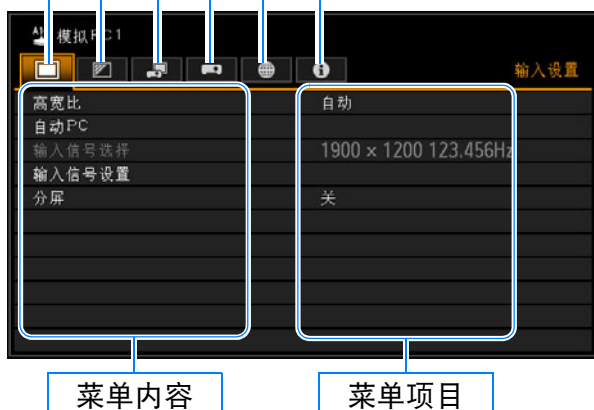 A1 模拟PC1
输入设置
高宽比 自动
自动PC
输入信号选择 1900 × 1200 123.456Hz
输入信号设置
分屏 关
菜单内容 菜单项目